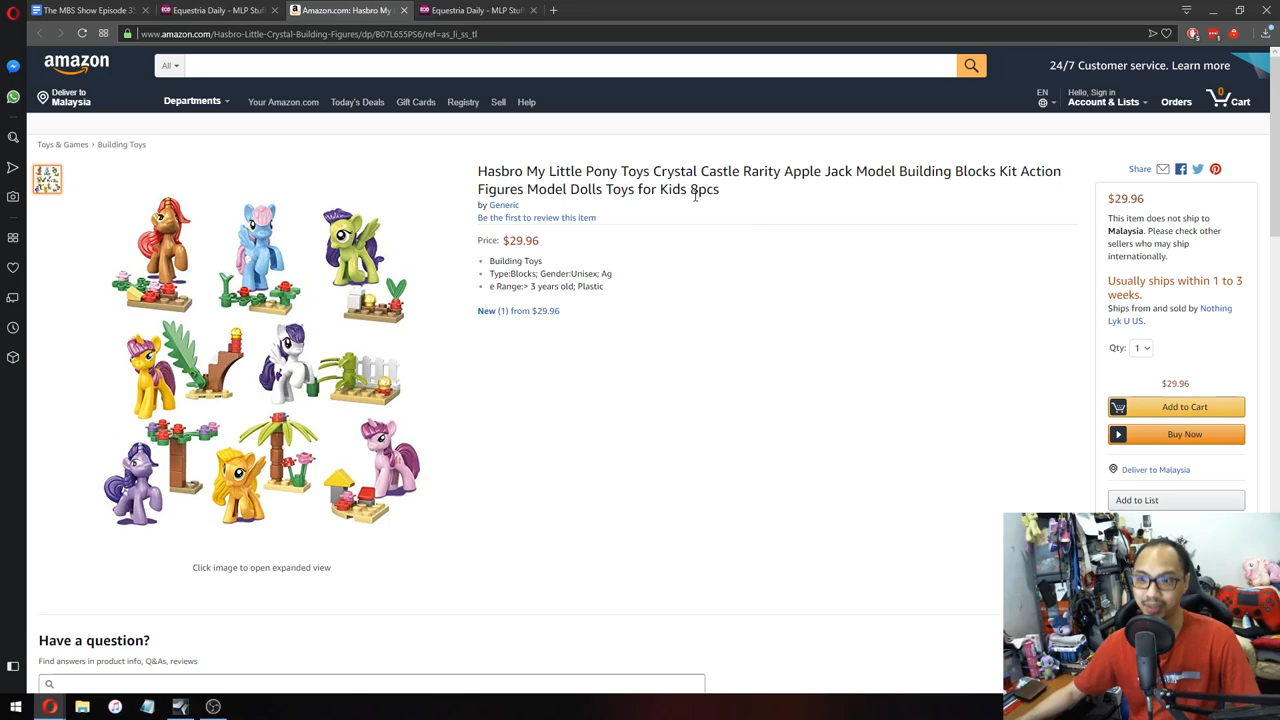 The MBS Show Episode 35
Equestria Daily - MLP Stuf
Amazon.com: Hasbro My
Equestria Daily - MLP Stuf
www.amazon.com/Hasbro-Little-Crystal-Building-Figures/dp/B07L655PS6/ref=as_li_ss_tl
amazon
All
24/7 Customer service. Learn more
Deliver to
Malaysia
Departments
Your Amazon.com
Today's Deals
Gift Cards
Registry
Sell
Help
EN
Hello, Sign in
Account & Lists
Orders
0
Cart
Toys & Games › Building Toys
Hasbro My Little Pony Toys Crystal Castle Rarity Apple Jack Model Building Blocks Kit Action
Figures Model Dolls Toys for Kids 8pcs
by Generic
Be the first to review this item
Price: $29.96
• Building Toys
• Type:Blocks; Gender:Unisex; Ag
• e Range:> 3 years old; Plastic
New (1) from $29.96
Click image to open expanded view
Share
$29.96
This item does not ship to
Malaysia. Please check other
sellers who may ship
internationally.
Usually ships within 1 to 3
weeks.
Ships from and sold by Nothing
Lyk U US.
Qty: 1
$29.96
Add to Cart
Buy Now
Deliver to Malaysia
Add to List
Have a question?
Find answers in product info, Q&As, reviews